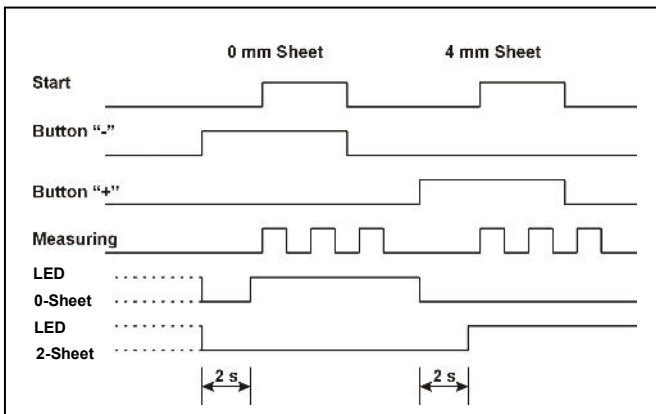 0 mm Sheet 4 mm Sheet
Start
Button “-”
Button “+”
Measuring
LED
0-Sheet
LED
2-Sheet
2 s 2 s